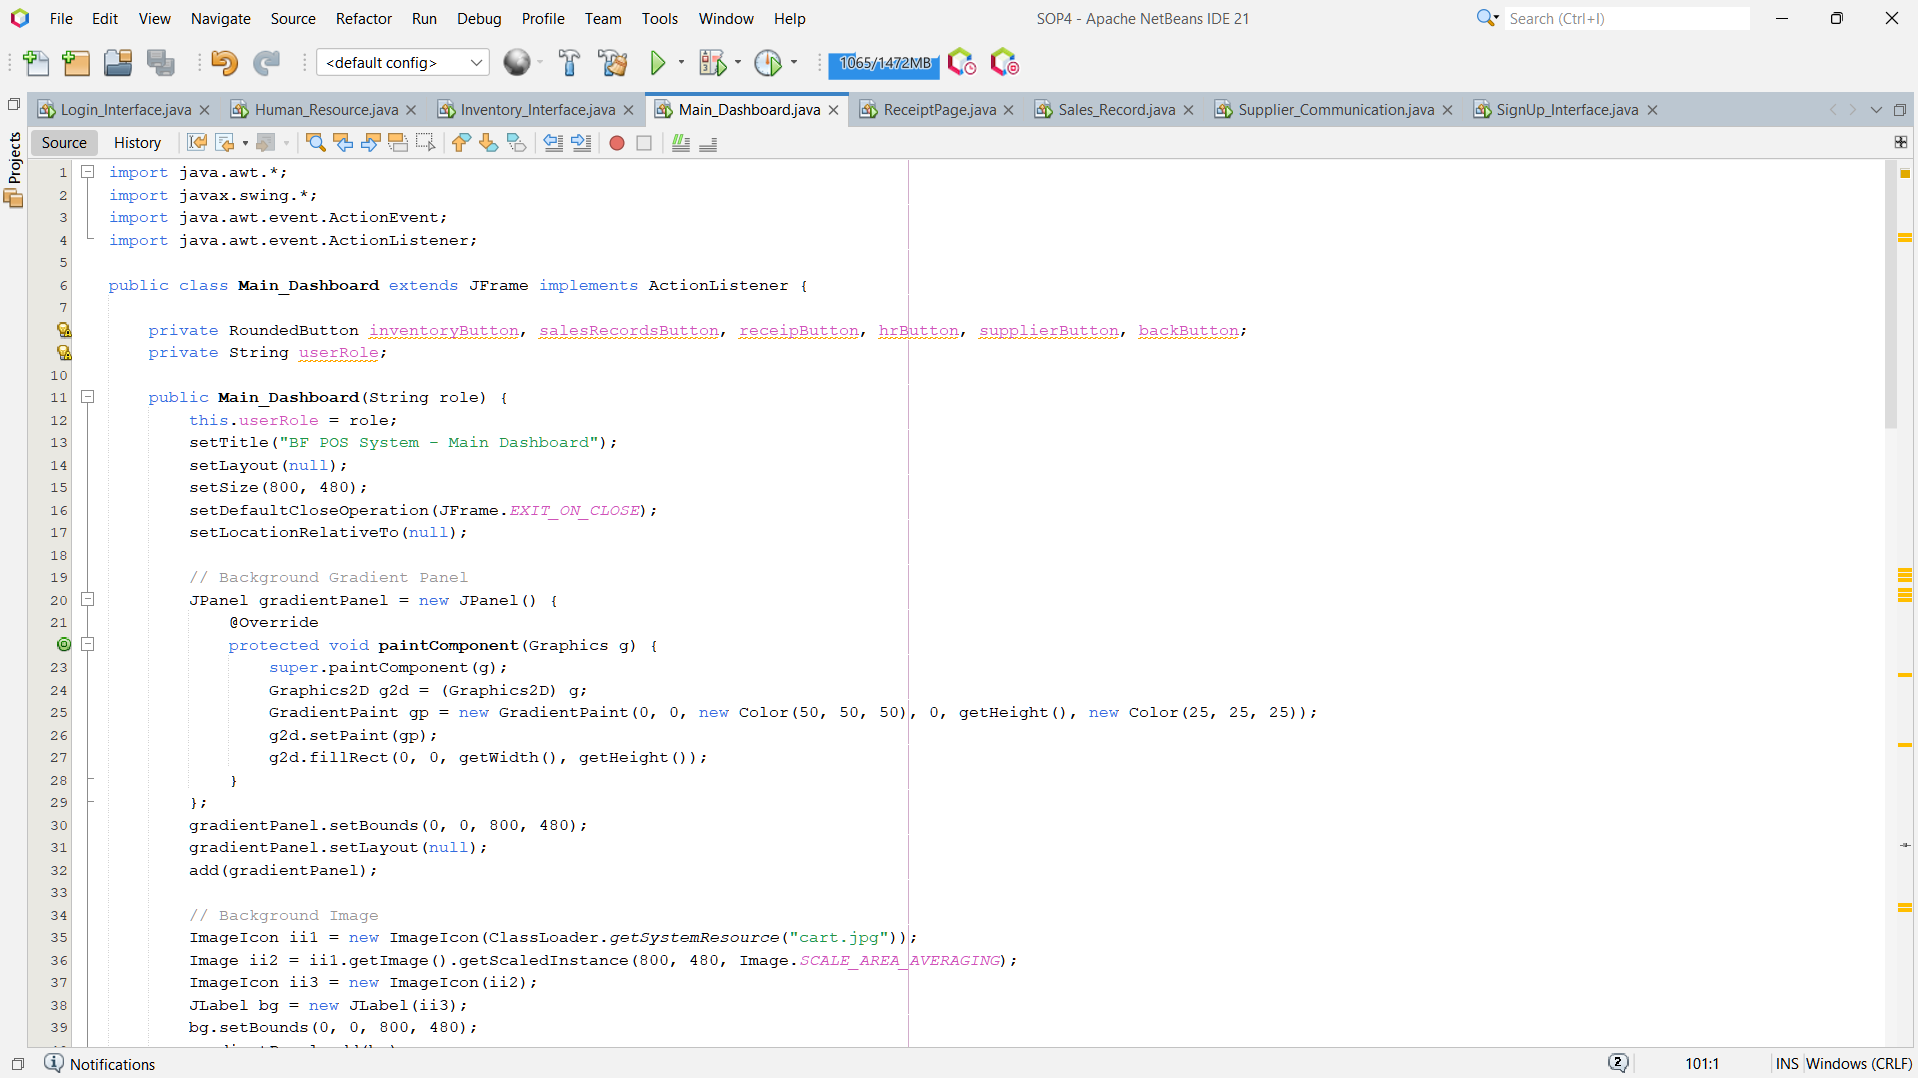 File Edit View Navigate Source Refactor Run Debug Profile Team Tools Window Help SOP4 - Apache NetBeans IDE 21 Search (Ctrl+I)
<default config> 1065/1472MB
Login_Interface.java Human_Resource.java Inventory_Interface.java Main_Dashboard.java ReceiptPage.java Sales_Record.java Supplier_Communication.java SignUp_Interface.java
Projects
Source History
1 import java.awt.*;
2 import javax.swing.*;
3 import java.awt.event.ActionEvent;
4 import java.awt.event.ActionListener;
5
6 public class Main_Dashboard extends JFrame implements ActionListener {
7
private RoundedButton inventoryButton, salesRecordsButton, receipButton, hrButton, supplierButton, backButton;
private String userRole;
10
11 public Main_Dashboard(String role) {
12 this.userRole = role;
13 setTitle("BF POS System - Main Dashboard");
14 setLayout(null);
15 setSize(800, 480);
16 setDefaultCloseOperation(JFrame.EXIT_ON_CLOSE);
17 setLocationRelativeTo(null);
18
19 // Background Gradient Panel
20 JPanel gradientPanel = new JPanel() {
21 @Override
protected void paintComponent(Graphics g) {
23 super.paintComponent(g);
24 Graphics2D g2d = (Graphics2D) g;
25 GradientPaint gp = new GradientPaint(0, 0, new Color(50, 50, 50), 0, getHeight(), new Color(25, 25, 25));
26 g2d.setPaint(gp);
27 g2d.fillRect(0, 0, getWidth(), getHeight());
28 }
29 };
30 gradientPanel.setBounds(0, 0, 800, 480);
31 gradientPanel.setLayout(null);
32 add(gradientPanel);
33
34 // Background Image
35 ImageIcon ii1 = new ImageIcon(ClassLoader.getSystemResource("cart.jpg"));
36 Image ii2 = ii1.getImage().getScaledInstance(800, 480, Image.SCALE_AREA_AVERAGING);
37 ImageIcon ii3 = new ImageIcon(ii2);
38 JLabel bg = new JLabel(ii3);
39 bg.setBounds(0, 0, 800, 480);
Notifications 2 101:1 INS Windows (CRLF)